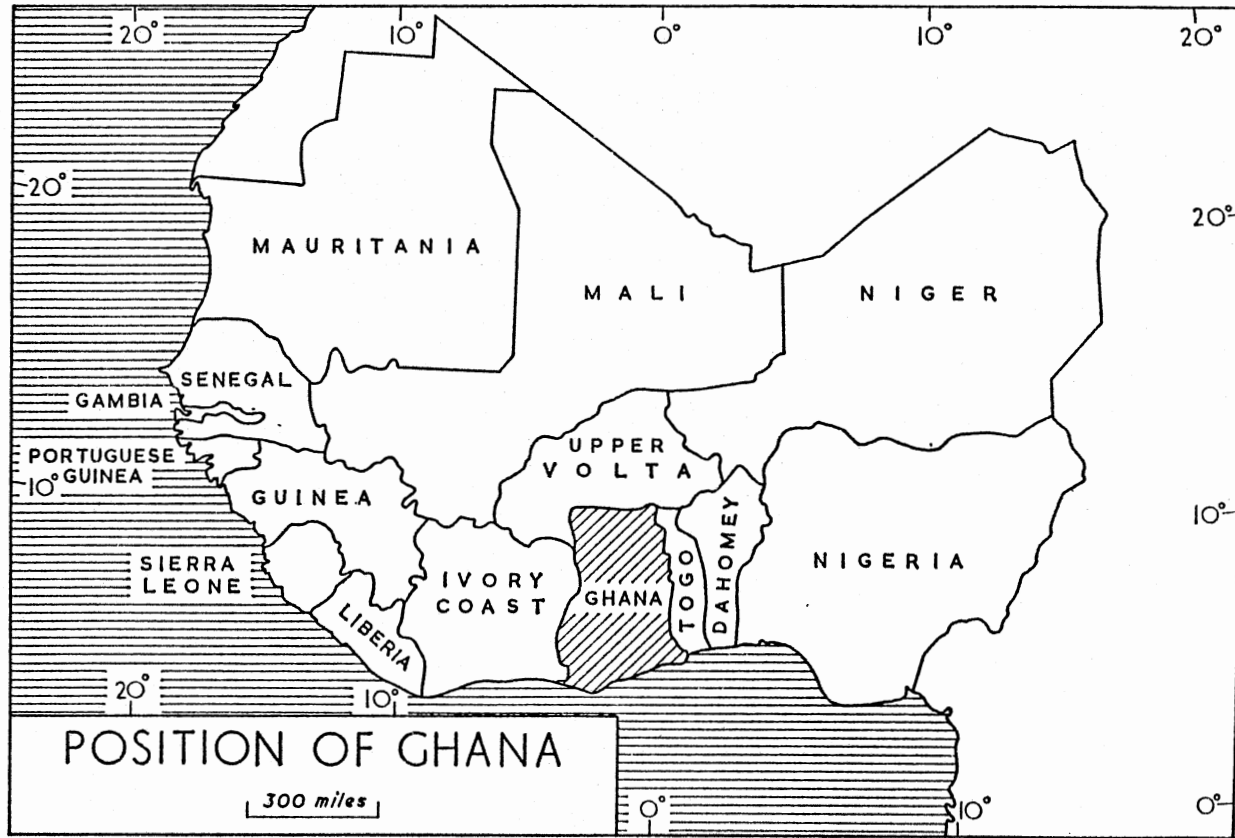 20° 10° 0° 10° 20°
20°
20°
MAURITANIA
MALI
NIGER
SENEGAL
GAMBIA
UPPER
VOLTA
PORTUGUESE
GUINEA
10°
GUINEA
10°
SIERRA
LEONE
LIBERIA
IVORY
COAST
GHANA
TOGO
DAHOMEY
NIGERIA
20° 10°
POSITION OF GHANA
300 miles
0° 10° 0°